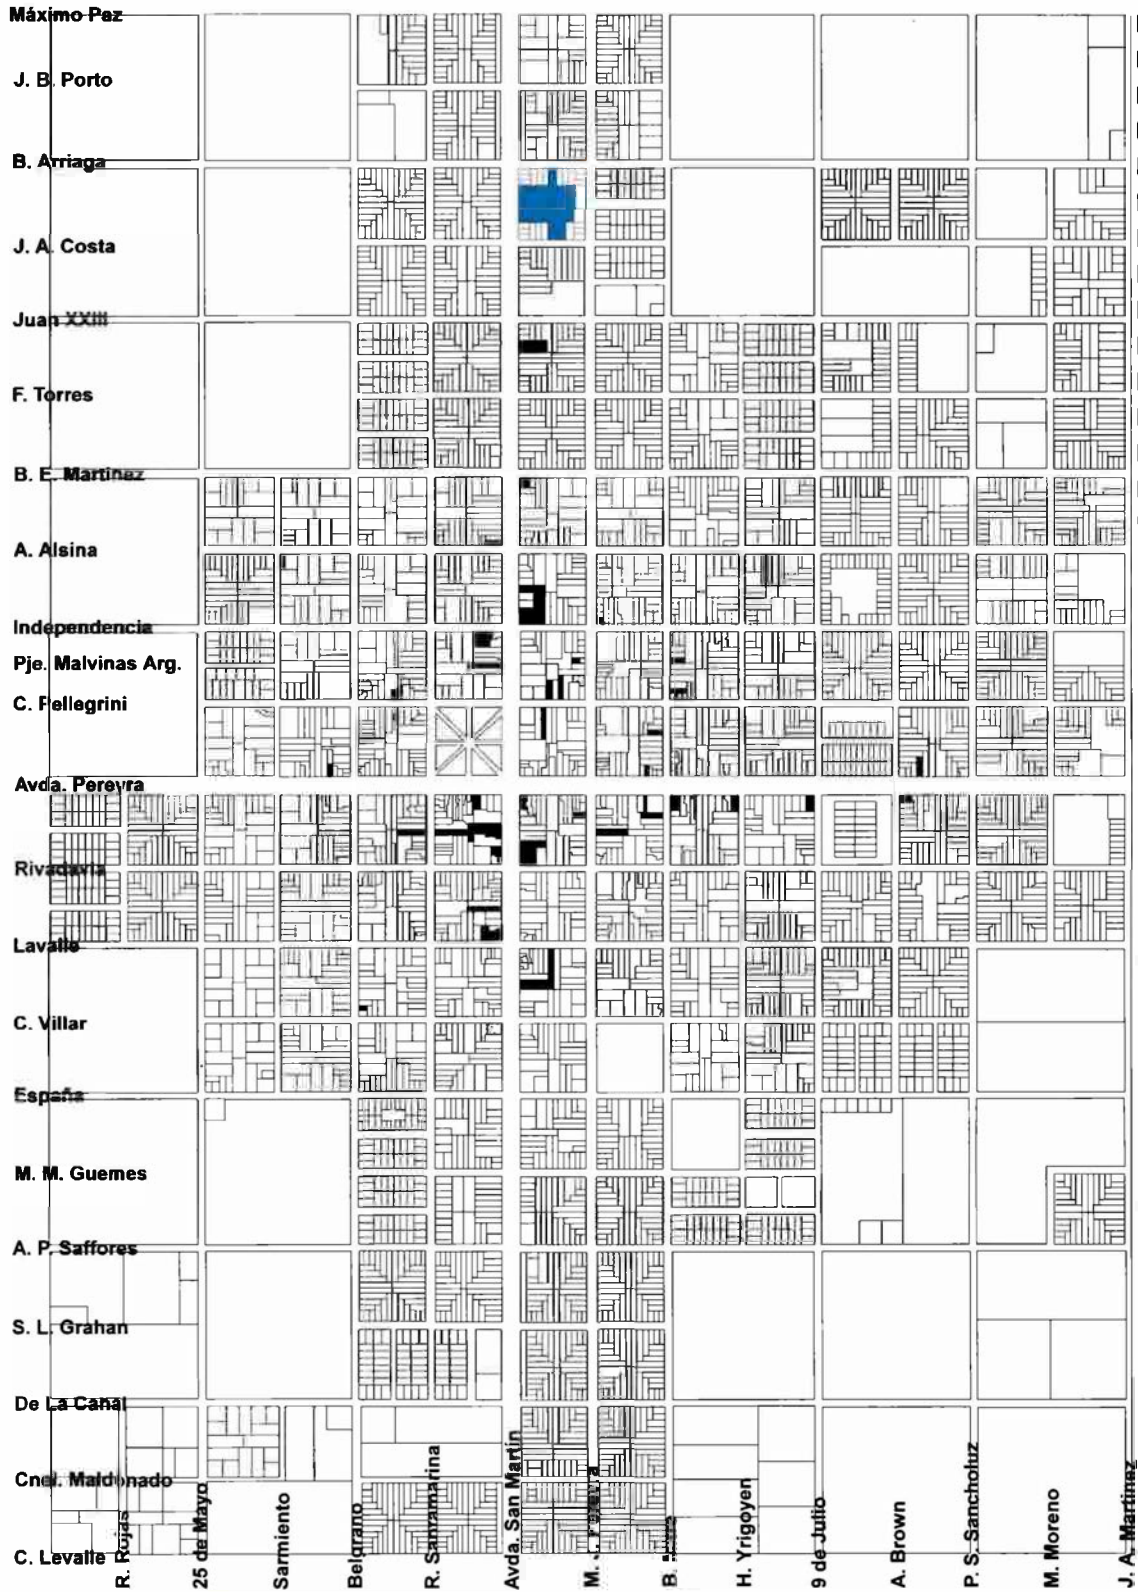 Máximo Paz
J. B. Porto
B. Arriaga
J. A. Costa
Juan XXIII
F. Torres
B. E. Martinez
A. Alsina
Independencia
Pje. Malvinas Arg.
C. Pellegrini
Avda. Pereyra
Rivadavia
Lavalle
C. Villar
España
M. M. Guemes
A. P. Saffores
S. L. Grahan
De La Canal
Cnel. Maldonado
C. Levalle
R. Rojas
25 de Mayo
Sarmiento
Belgrano
R. Santamarina
Avda. San Martin
M. J. Pereyra
B.
H. Yrigoyen
9 de Julio
A. Brown
P. S. Sancholuz
M. Moreno
J. A. Martinez